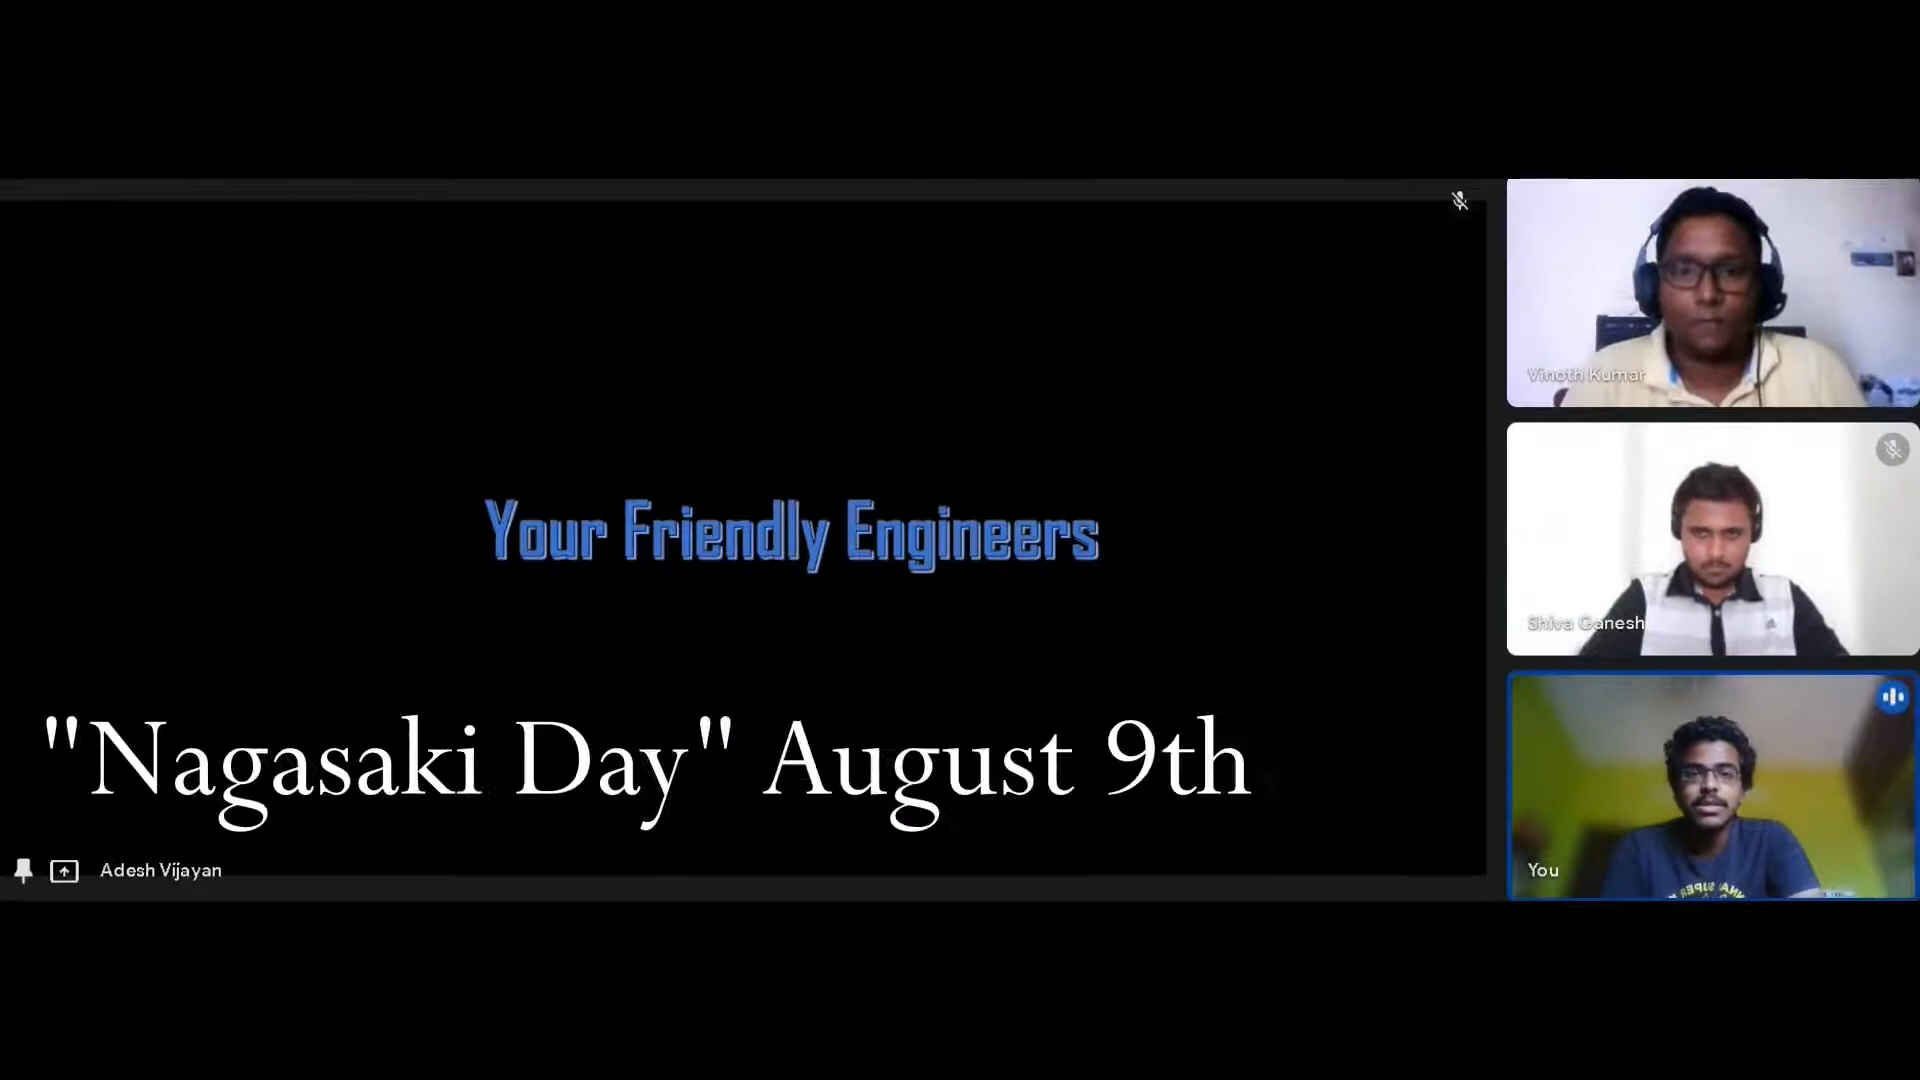 Vinoth Kumar
Your Friendly Engineers
Shiva Ganesh
"Nagasaki Day" August 9th
Adesh Vijayan
You